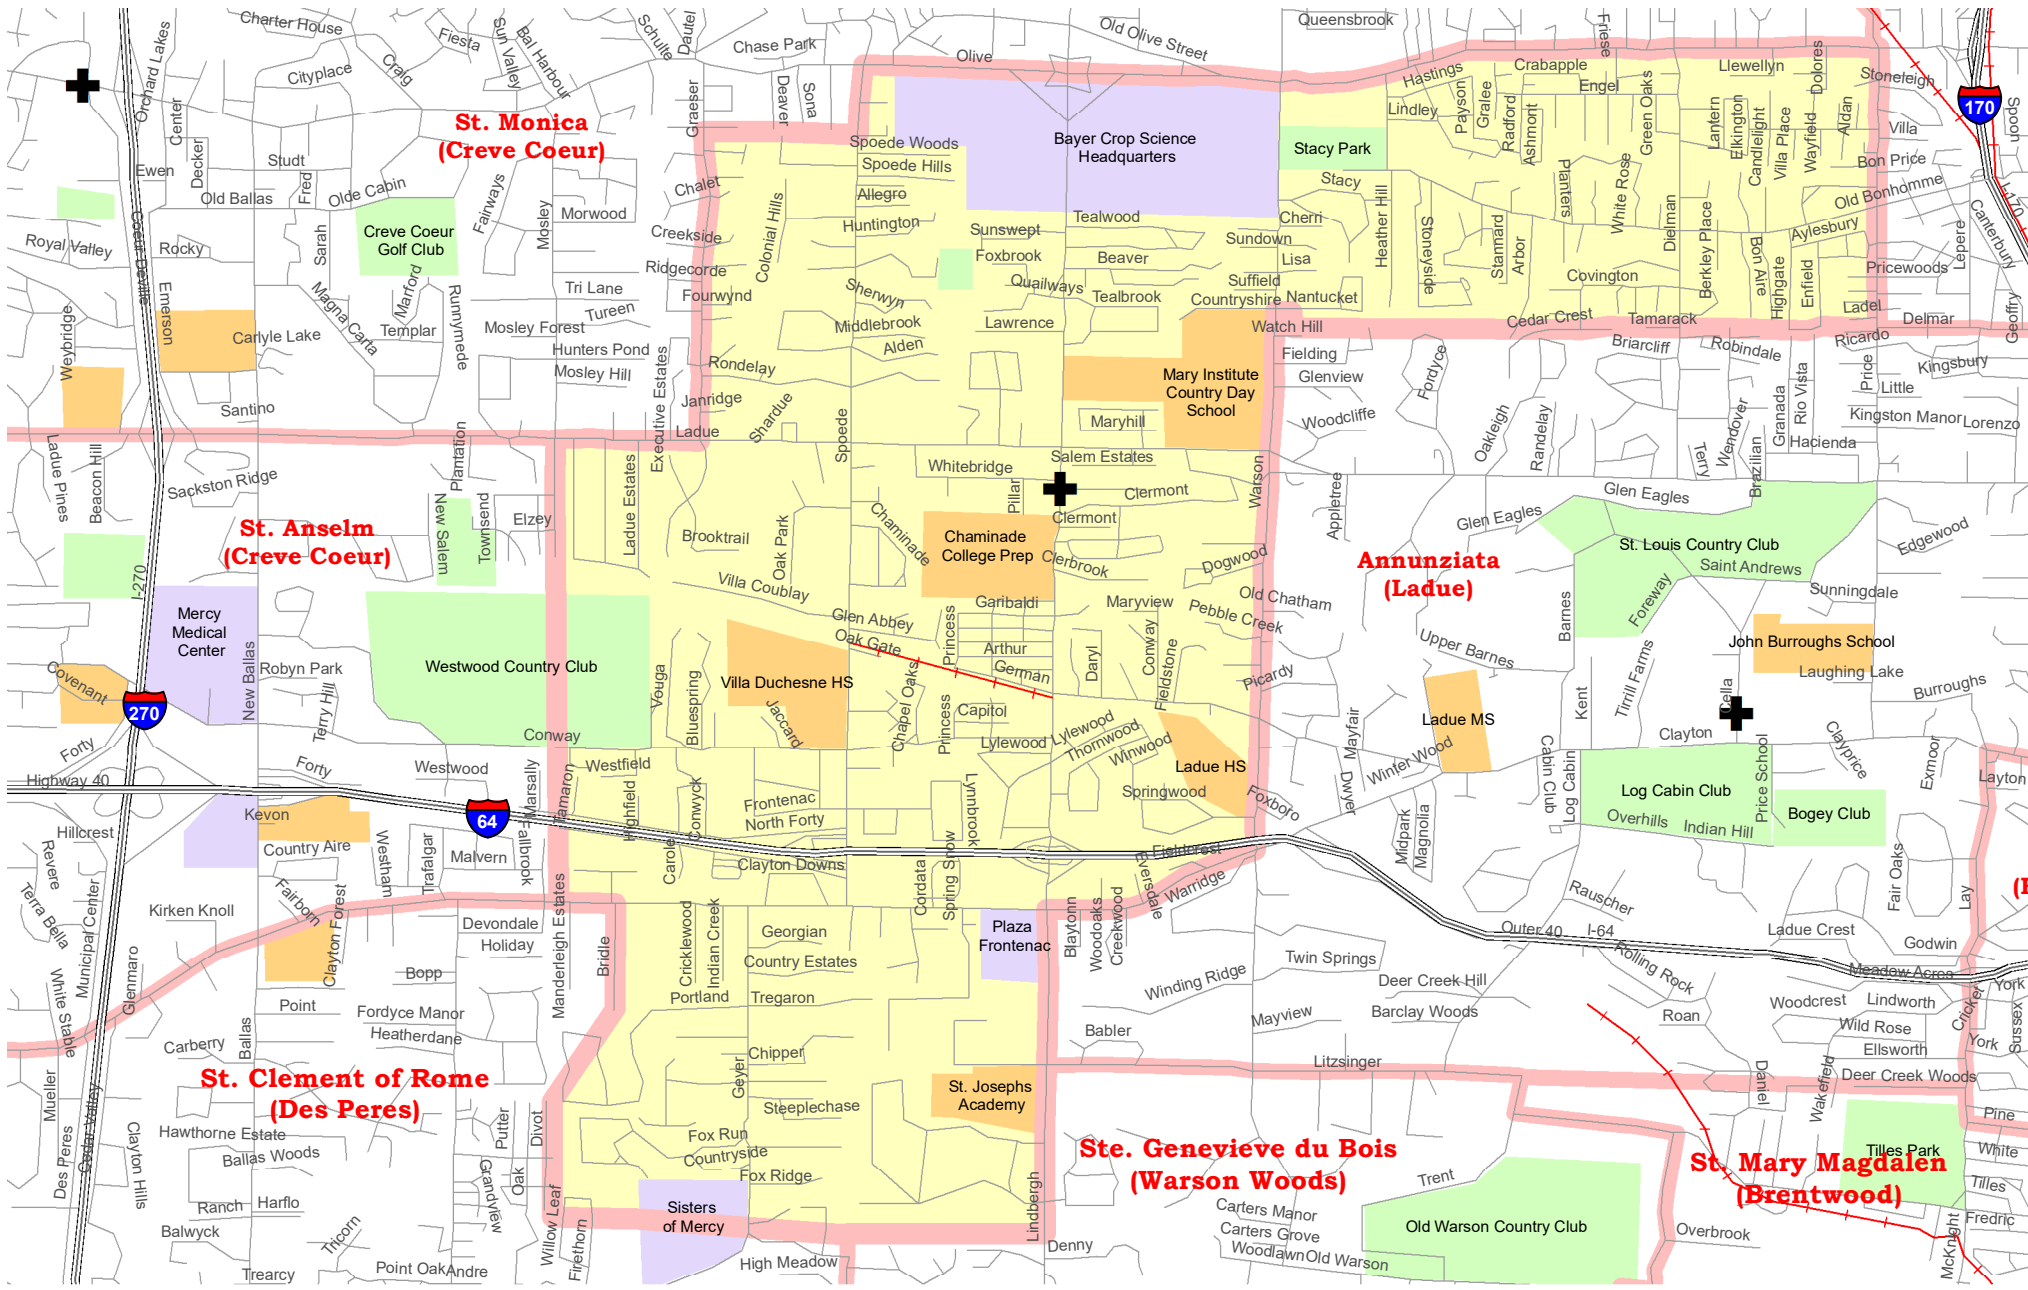 Charter House
Orchard Lakes
Fiesta
Sun Valley
Bal Harbour
Schulte
Dautel
Chase Park
Olive
Old Olive Street
Queensbrook
Friese
Cityplace
Craig
Center
Graeser
Deaver
Sona
Hastings
Crabapple
Engel
Llewellyn
Dolores
Stoneleigh
170
Spoon
St. Monica
(Creve Coeur)
Spoede Woods
Spoede Hills
Bayer Crop Science
Headquarters
Stacy Park
Lindley
Payson
Gralee
Radford
Ashmont
Green Oaks
Lantern
Elkington
Candlelight
Villa Place
Wayfield
Aldan
Villa
Bon Price
Ewen
Decker
Studt
Fred
Old Ballas
Olde Cabin
Fairways
Mosley
Morwood
Chalet
Allegro
Stacy
Planters
White Rose
Old Bonhomme
I-170
Canterbury
Creve Coeur
Golf Club
Royal Valley
Coeur Deville
Rocky
Sarah
Creekside
Colonial Hills
Huntington
Sunswept
Tealwood
Cherri
Sundown
Heather Hill
Stoneyside
Stannard
Arbor
Dielman
Berkley Place
Bon Aire
Aylesbury
Lepere
Ridgecorde
Foxbrook
Beaver
Lisa
Covington
Highgate
Enfield
Pricewoods
Emerson
Magna Carta
Marford
Runnymede
Tri Lane
Fourwynd
Sherwyn
Quailways
Tealbrook
Suffield
Countryshire
Nantucket
Ladel
Weybridge
Carlyle Lake
Templar
Mosley Forest
Tureen
Middlebrook
Lawrence
Watch Hill
Cedar Crest
Tamarack
Delmar
Geoffry
Hunters Pond
Mosley Hill
Executive Estates
Alden
Rondelay
Fielding
Glenview
Fordyce
Briarcliff
Robindale
Ricardo
Kingsbury
Mary Institute
Country Day
School
Price
Little
Santino
Janridge
Shardue
Spoede
Maryhill
Woodcliffe
Oakleigh
Randelay
Terry
Wendover
Granada
Rio Vista
Kingston Manor
Lorenzo
Hacienda
Ladue
Ladue Pines
Beacon Hill
Plantation
Sackston Ridge
Ladue Estates
Whitebridge
Salem Estates
Pillar
Clermont
Warson
Appletree
Brazilian
Glen Eagles
Glen Eagles
St. Anselm
(Creve Coeur)
New Salem
Townsend
Elzey
Brooktrail
Oak Park
Chaminade
Chaminade
College Prep
Clermont
Clerbrook
Dogwood
Annunziata
(Ladue)
St. Louis Country Club
Saint Andrews
Edgewood
I-270
Villa Coublay
Garibaldi
Maryview
Old Chatham
Pebble Creek
Barnes
Foreway
Sunningdale
Mercy
Medical
Center
Glen Abbey
Oak Gate
Princess
Arthur
German
Daryl
Conway
Fieldstone
Upper Barnes
Tirrill Farms
John Burroughs School
Laughing Lake
Burroughs
Covenant
Robyn Park
Westwood Country Club
Vouga
Bluespring
Villa Duchesne HS
Picardy
Kent
Cella
270
New Ballas
Terry Hill
Jaccard
Chapel Oaks
Princess
Capitol
Lylewood
Lylewood
Thornwood
Winwood
Ladue MS
Mayfair
Clayton
Clayprice
Exmoor
Layton
Forty
Forty
Conway
Westwood
Westfield
Ladue HS
Winter Wood
Cabin Club
Log Cabin
Price School
Highway 40
Marsally
Tamaron
Highfield
Conwyck
Frontenac
North Forty
Lynnbrook
Springwood
Foxboro
Dwyer
Log Cabin Club
Bogey Club
Kevon
64
Overhills
Indian Hill
Hillcrest
Revere
Country Aire
Westham
Trafalgar
Malvern
Fallbrook
Carole
Clayton Downs
Cordata
Spring Snow
Fieldcrest
Eversdale
Warridge
Midpark
Magnolia
Fair Oaks
Lay
Terra Bella
Municipal Center
Kirken Knoll
Fairborn
Clayton Forest
Devondale
Holiday
Manderleigh Estates
Bridle
Cricklewood
Indian Creek
Georgian
Plaza
Frontenac
Blaytonn
Woodoaks
Creekwood
Rauscher
Outer 40
I-64
Ladue Crest
Godwin
Country Estates
Twin Springs
Rolling Rock
Meadow Acres
York
White Stable
Glenmaro
Bopp
Point
Fordyce Manor
Heatherdane
Portland
Tregaron
Winding Ridge
Deer Creek Hill
Mayview
Barclay Woods
Roan
Woodcrest
Lindworth
Wild Rose
Cricket
Sussex
York
Carberry
Ballas
Chipper
Babler
Litzsinger
Ellsworth
St. Clement of Rome
(Des Peres)
Geyer
St. Josephs
Academy
Daniel
Wakefield
Deer Creek Woods
Mueller
Cedar Valley
Steeplechase
Putter
Divot
Pine
Des Peres
Clayton Hills
Hawthorne Estate
Ballas Woods
Fox Run
Countryside
Fox Ridge
Ste. Genevieve du Bois
(Warson Woods)
St. Mary Magdalen
(Brentwood)
Tilles Park
White
Tilles
Grandview
Oak
Trent
Ranch
Harflo
Willow Leaf
Sisters
of Mercy
Lindbergh
Carters Manor
Carters Grove
Old Warson Country Club
Fredric
Balwyck
Tricorn
Firethorn
Denny
Woodlawn
Old Warson
Overbrook
McKnight
Trearcy
Point Oak
Andre
High Meadow